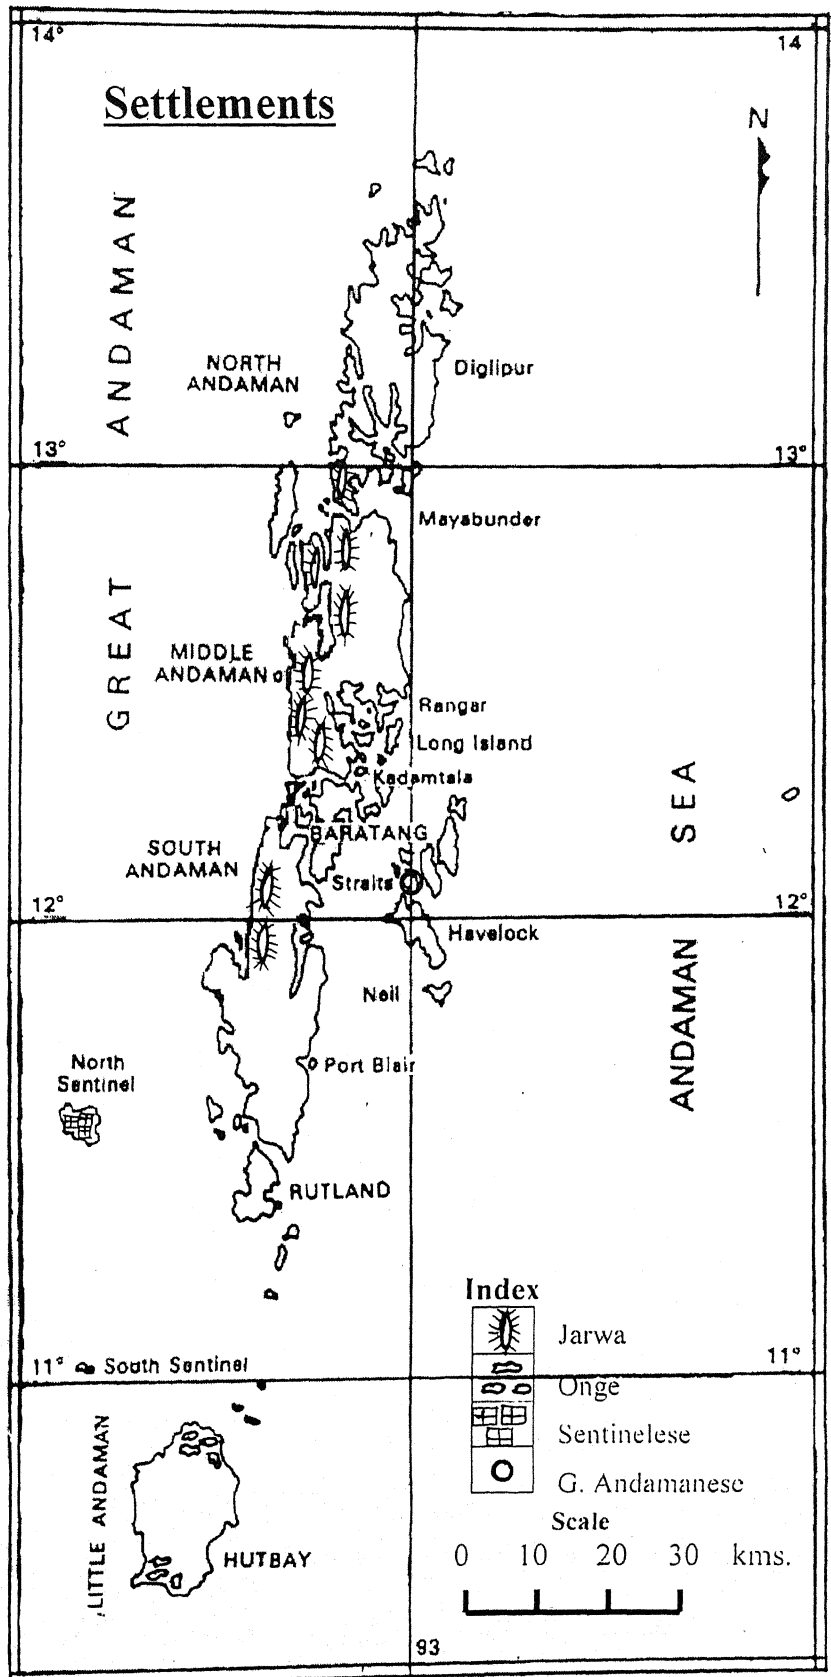 14°
14
Settlements
N
GREAT ANDAMAN
NORTH
ANDAMAN
Diglipur
13°
13°
Mayabunder
MIDDLE
ANDAMAN
Rangar
Long Island
Kadamtala
ANDAMAN SEA
BARATANG
SOUTH
ANDAMAN
Straits
12°
12°
Havelock
Neil
North
Sentinel
Port Blair
RUTLAND
Index
Jarwa
11°
South Sentinel
11°
Onge
Sentinelese
G. Andamanese
LITTLE ANDAMAN
HUTBAY
Scale
0 10 20 30 kms.
93